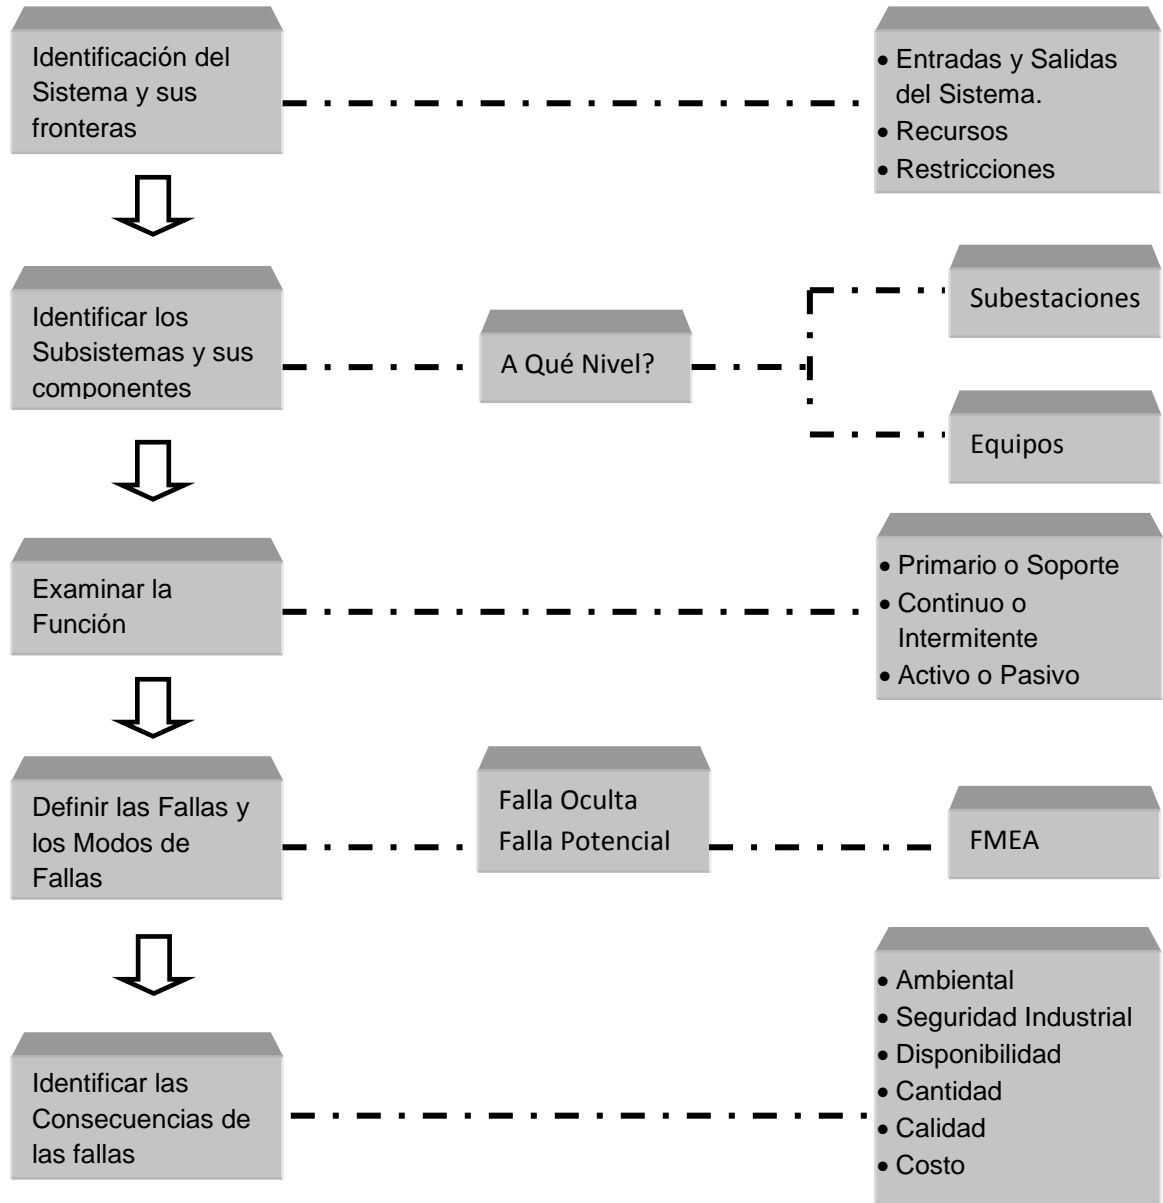 Identificación del
Sistema y sus
fronteras
• Entradas y Salidas
del Sistema.
• Recursos
• Restricciones
Identificar los
Subsistemas y sus
componentes
A Qué Nivel?
Subestaciones
Equipos
Examinar la
Función
• Primario o Soporte
• Continuo o
Intermitente
• Activo o Pasivo
Definir las Fallas y
los Modos de
Fallas
Falla Oculta
Falla Potencial
FMEA
Identificar las
Consecuencias de
las fallas
• Ambiental
• Seguridad Industrial
• Disponibilidad
• Cantidad
• Calidad
• Costo